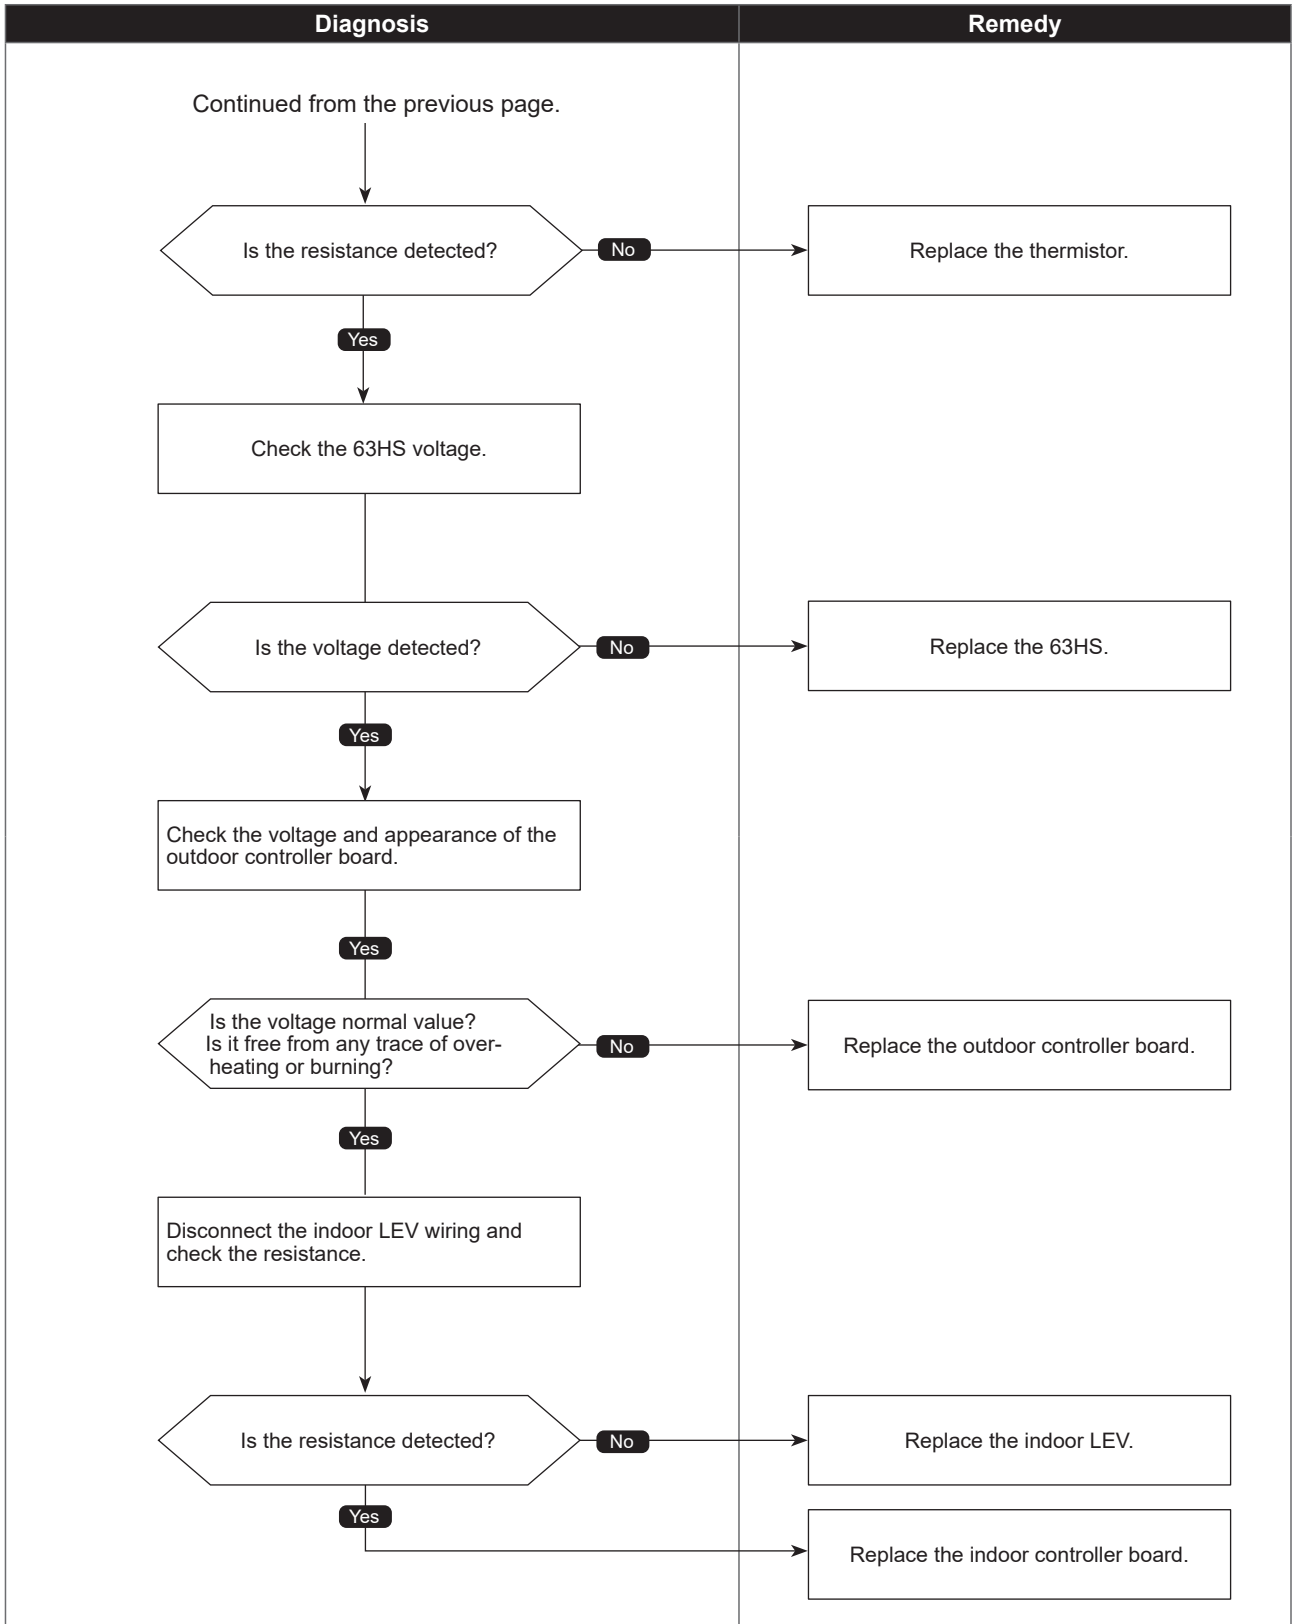 Diagnosis
Remedy
Continued from the previous page.
Is the resistance detected?
No
Replace the thermistor.
Yes
Check the 63HS voltage.
Is the voltage detected?
No
Replace the 63HS.
Yes
Check the voltage and appearance of the
outdoor controller board.
Yes
Is the voltage normal value?
Is it free from any trace of over-
heating or burning?
No
Replace the outdoor controller board.
Yes
Disconnect the indoor LEV wiring and
check the resistance.
Is the resistance detected?
No
Replace the indoor LEV.
Yes
Replace the indoor controller board.